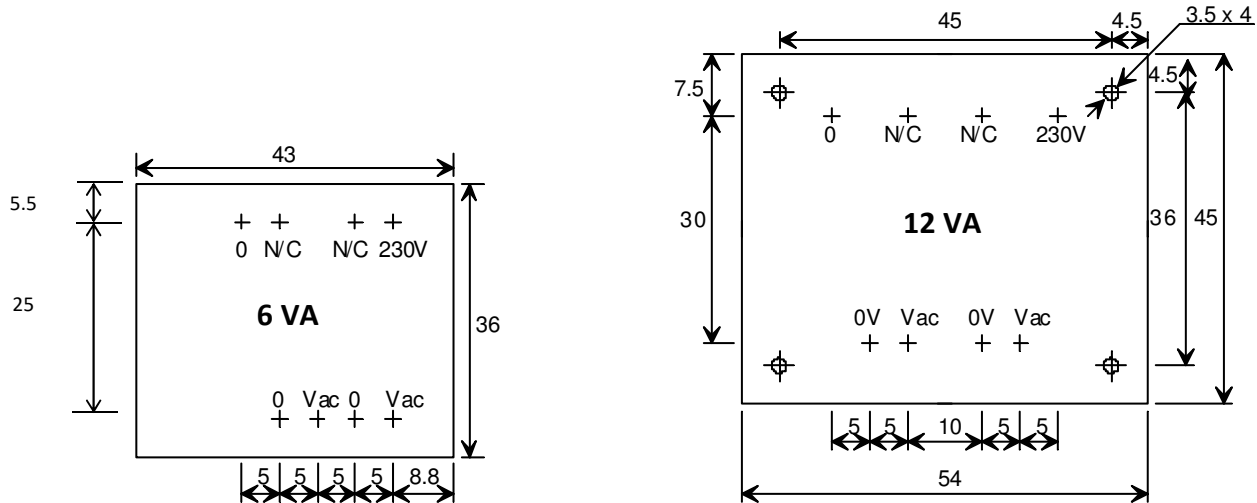 43
5.5
0 N/C N/C 230V
25
6 VA
36
0 Vac 0 Vac
5 5 5 5 8.8
45 4.5 3.5 x 4
7.5 4.5
0 N/C N/C 230V
30 12 VA 36 45
0V Vac 0V Vac
5 5 10 5 5
54